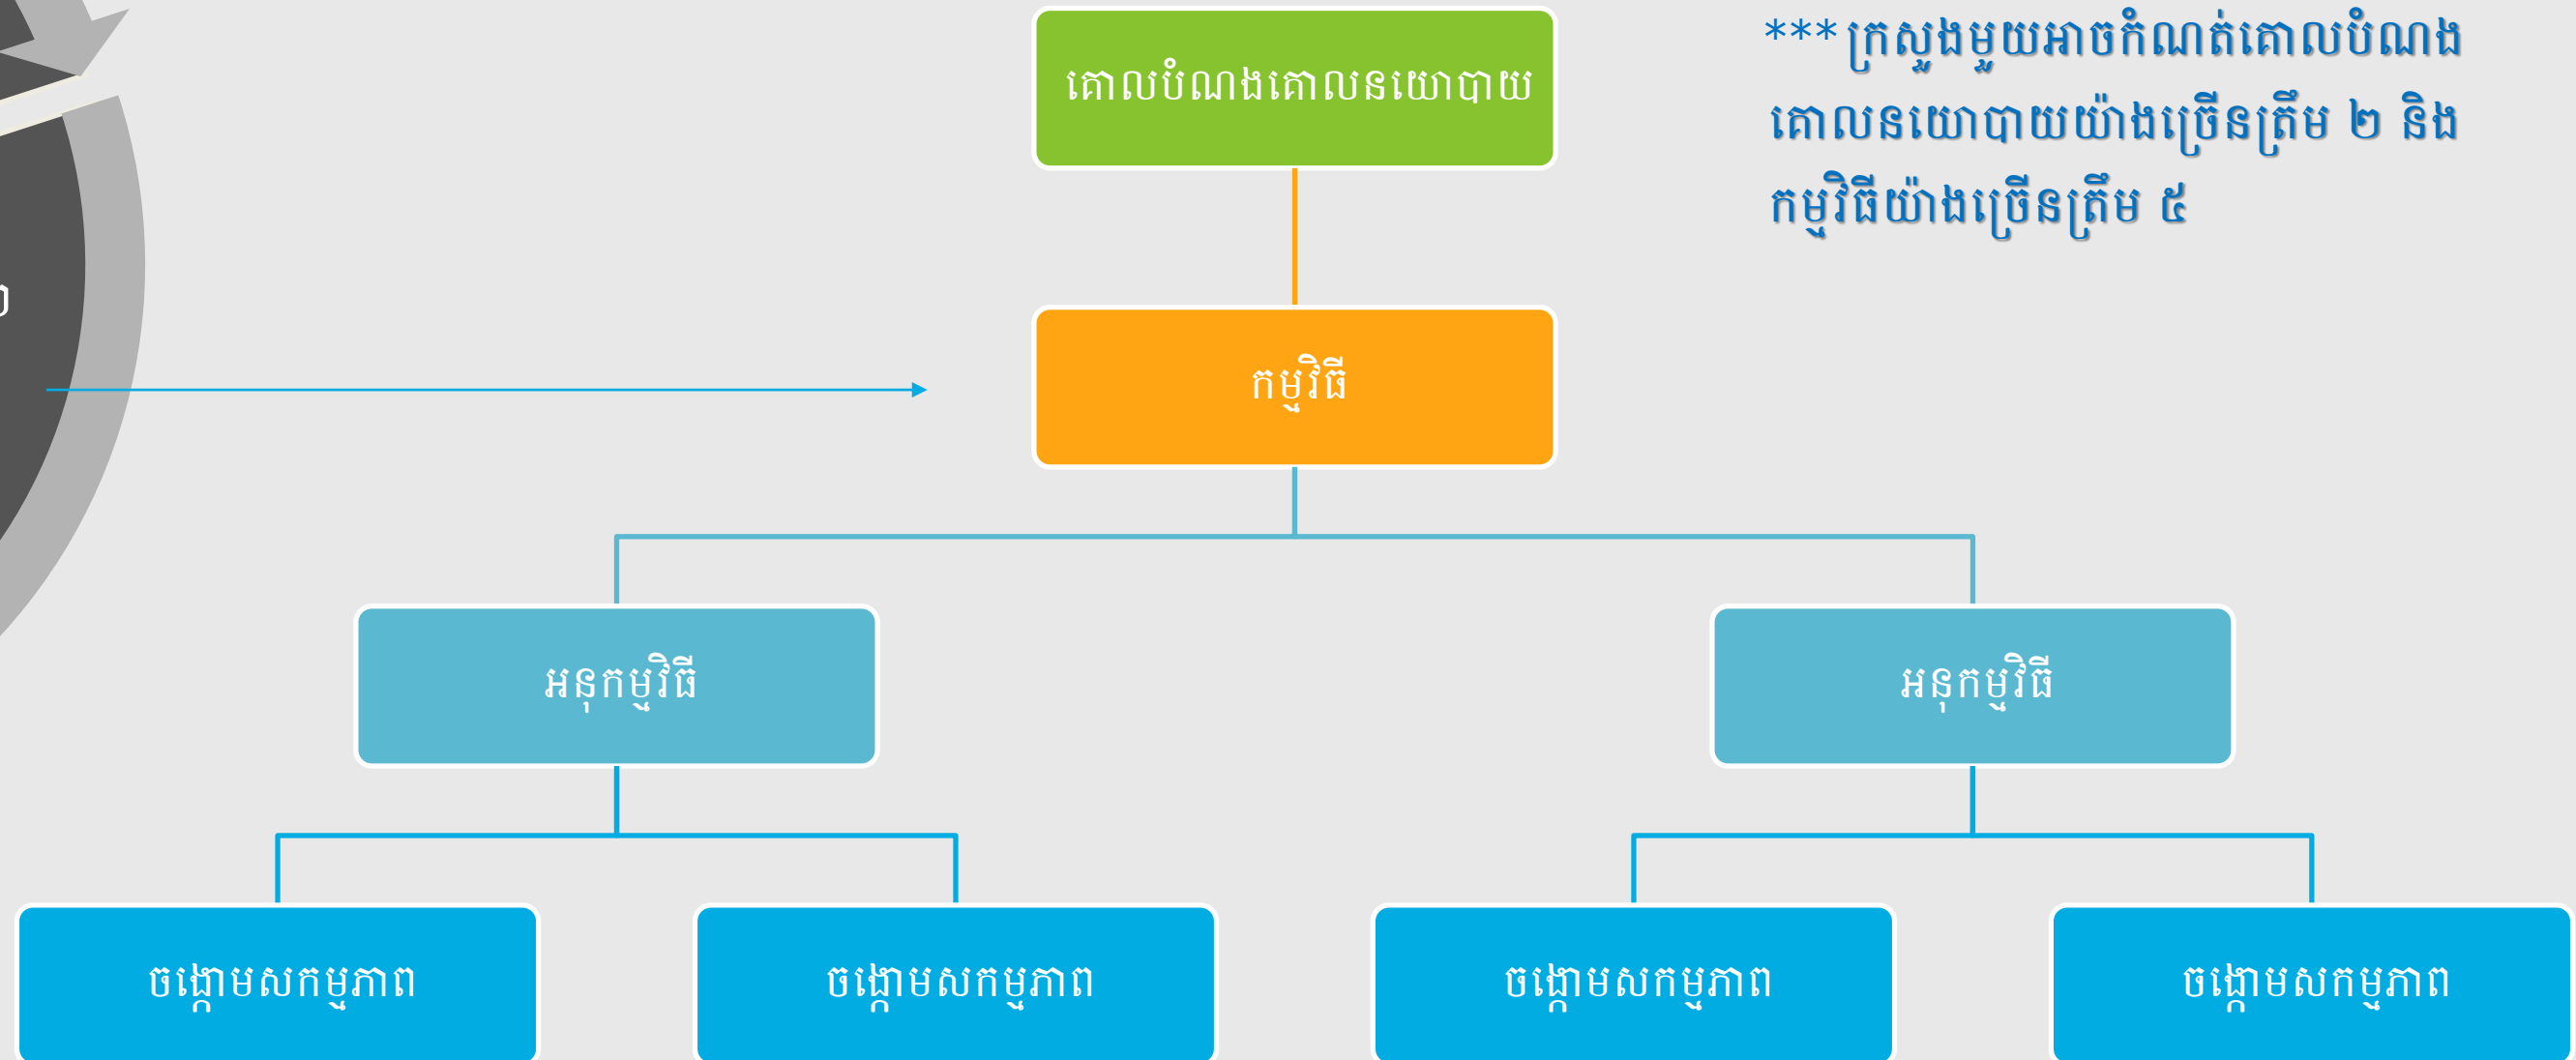 ***ក្រសួងមួយអាចកំណត់គោលបំណង
គោលនយោបាយយ៉ាងច្រើនត្រឹម ២ និង
កម្មវិធីយ៉ាងច្រើនត្រឹម ៥
គោលបំណងគោលនយោបាយ
កម្មវិធី
អនុកម្មវិធី
អនុកម្មវិធី
ចង្កោមសកម្មភាព
ចង្កោមសកម្មភាព
ចង្កោមសកម្មភាព
ចង្កោមសកម្មភាព